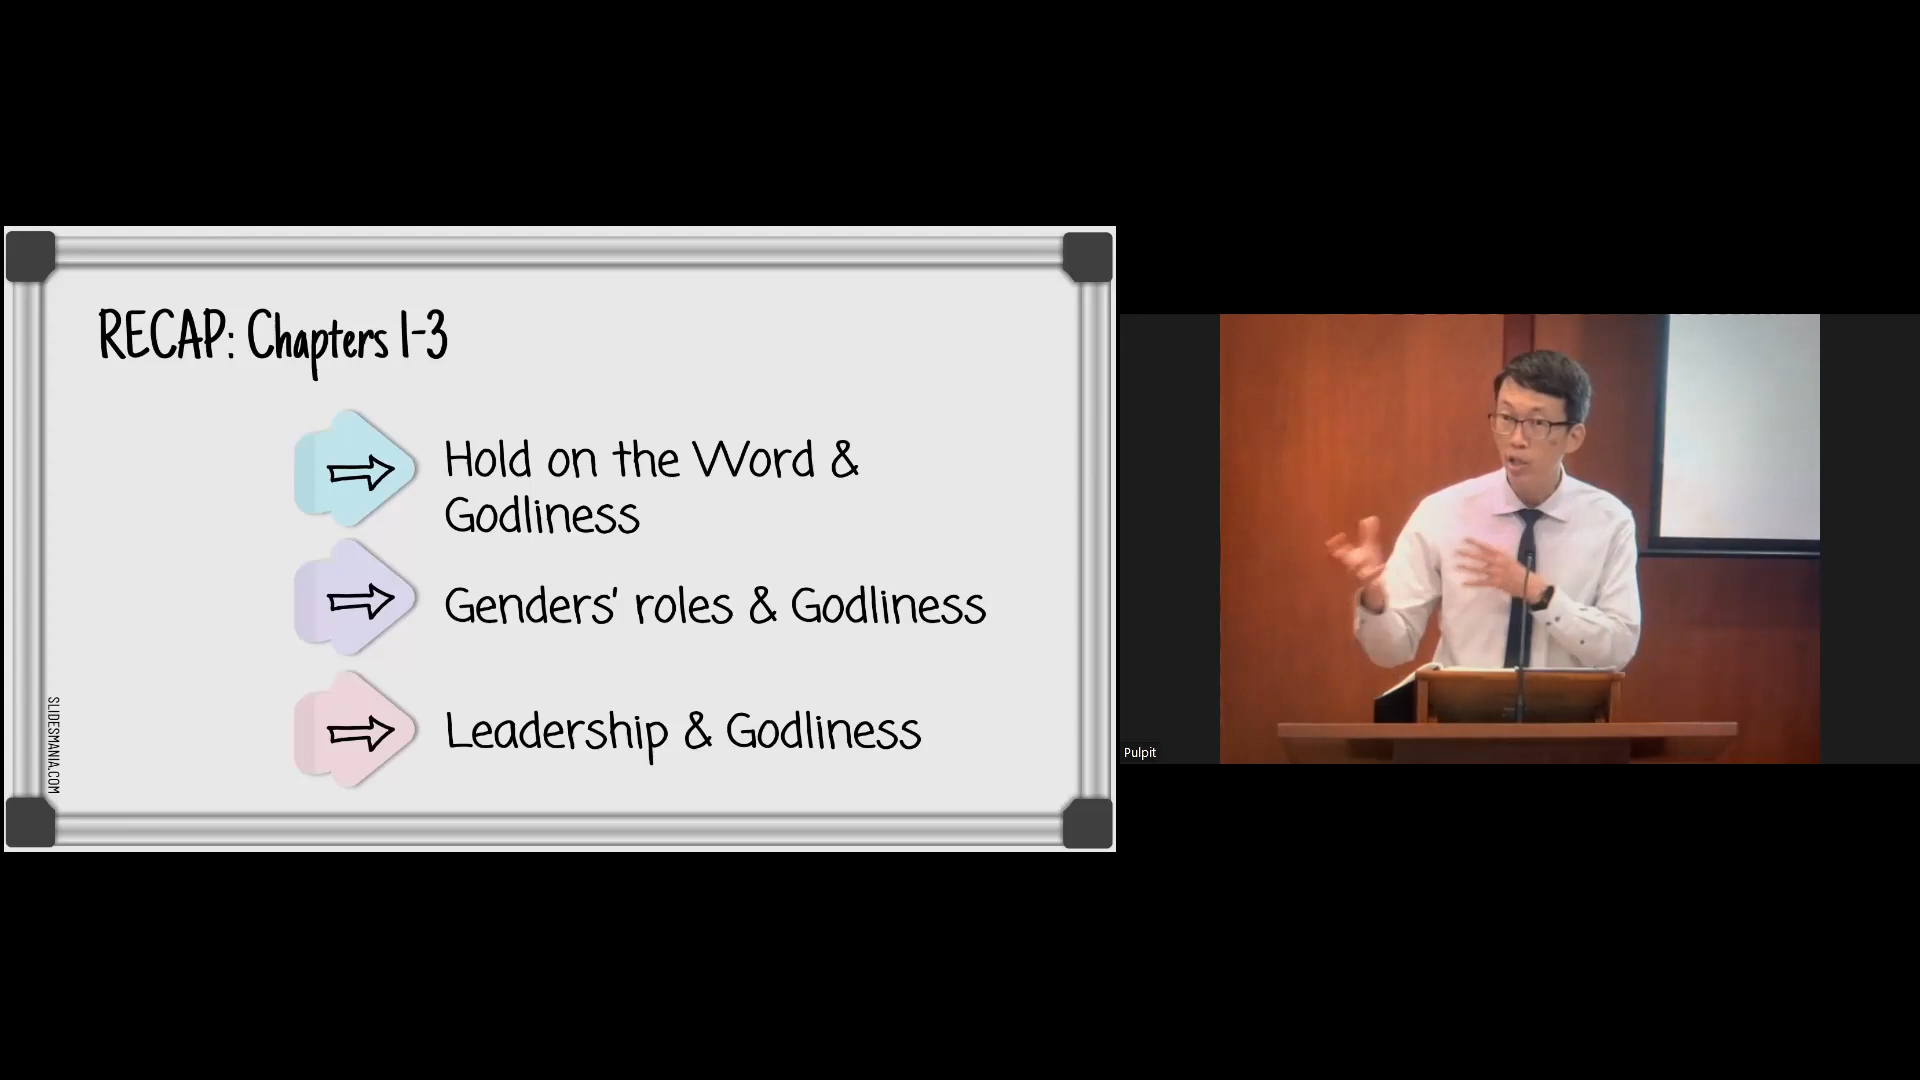 RECAP: Chapters 1-3
Hold on the Word &
Godliness
Genders' roles & Godliness
Leadership & Godliness
SLIDESMANIA.COM
Pulpit